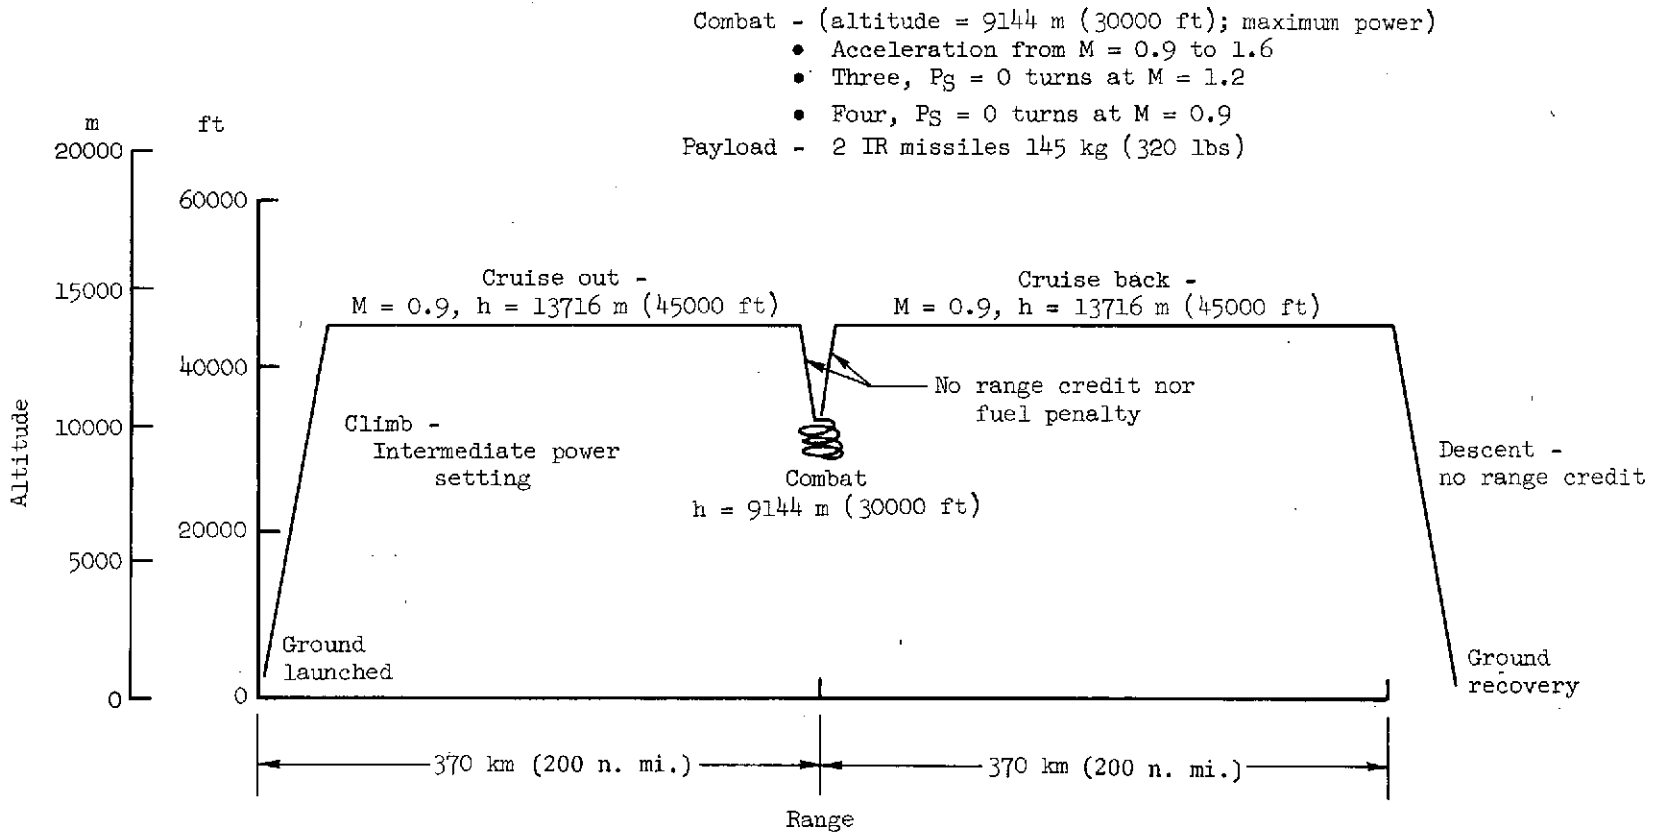 Combat - (altitude = 9144 m (30000 ft); maximum power)
• Acceleration from M = 0.9 to 1.6
• Three, PS = 0 turns at M = 1.2
• Four, PS = 0 turns at M = 0.9
Payload - 2 IR missiles 145 kg (320 lbs)
m
ft
20000
60000
15000
40000
10000
20000
5000
0
0
Altitude
Cruise out -
M = 0.9, h = 13716 m (45000 ft)
Cruise back -
M = 0.9, h = 13716 m (45000 ft)
No range credit nor
fuel penalty
Climb -
Intermediate power
setting
Combat
h = 9144 m (30000 ft)
Descent -
no range credit
Ground
launched
Ground
recovery
370 km (200 n. mi.)
370 km (200 n. mi.)
Range